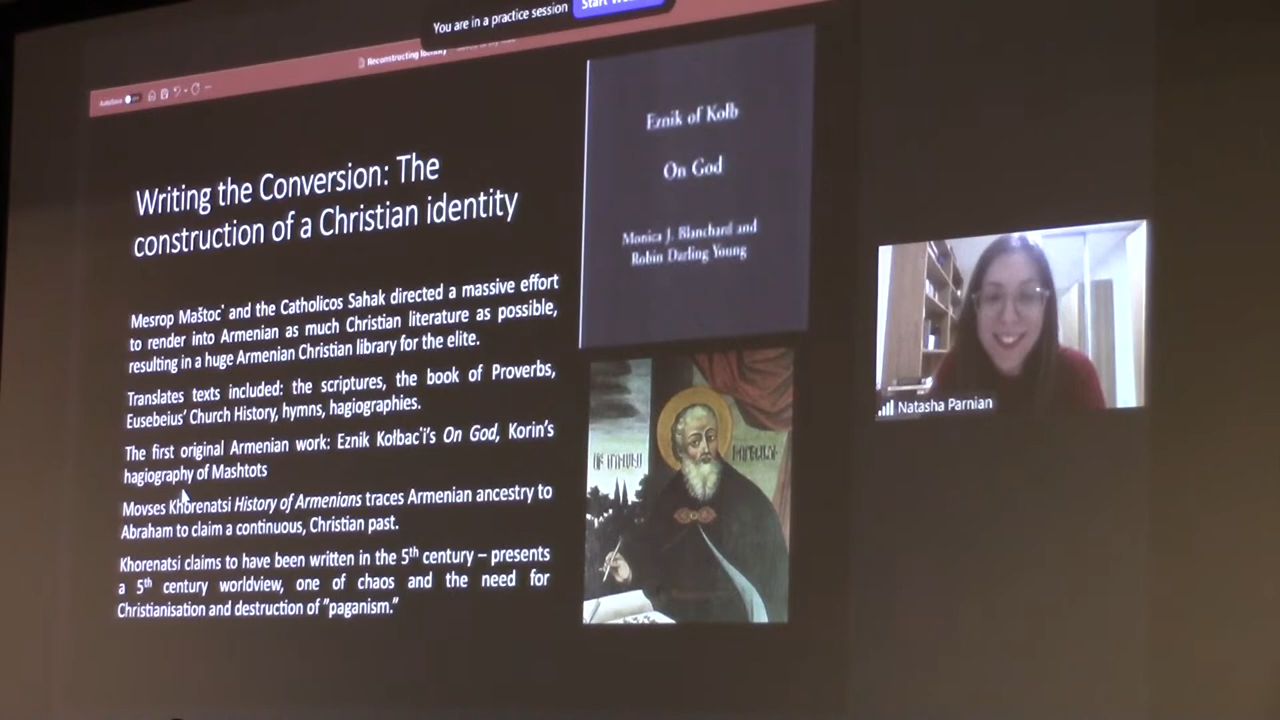 You are in a practice session
AutoSave
Reconstructing Identity
Writing the Conversion: The
construction of a Christian identity
Mesrop Maštoc' and the Catholicos Sahak directed a massive effort
to render into Armenian as much Christian literature as possible,
resulting in a huge Armenian Christian library for the elite.
Translates texts included: the scriptures, the book of Proverbs,
Eusebeius' Church History, hymns, hagiographies.
The first original Armenian work: Eznik Kołbac'i's On God, Korin's
hagiography of Mashtots
Movses Khorenatsi History of Armenians traces Armenian ancestry to
Abraham to claim a continuous, Christian past.
Khorenatsi claims to have been written in the 5th century – presents
a 5th century worldview, one of chaos and the need for
Christianisation and destruction of "paganism."
Eznik of Kolb
On God
Monica J. Blanchard and
Robin Darling Young
Natasha Parnian